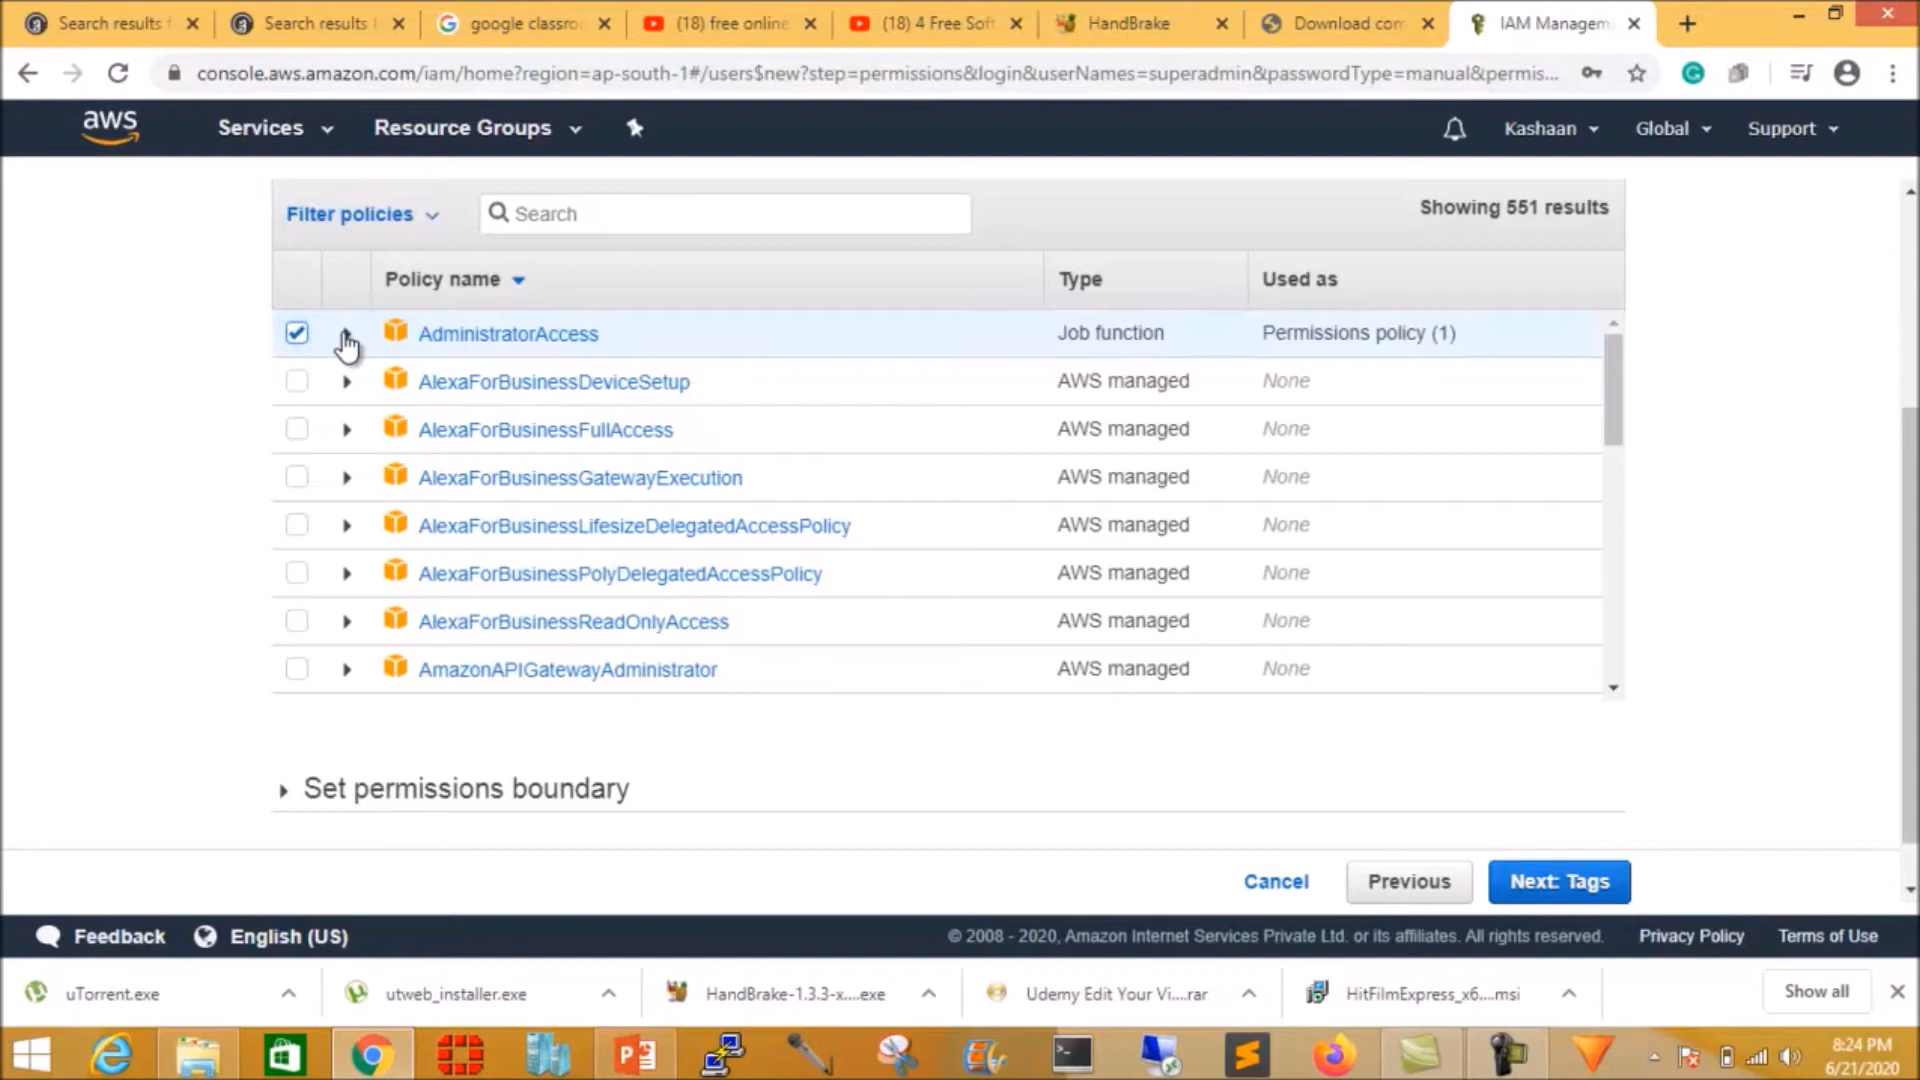 Search results f
Search results f
google classro
(18) free online
(18) 4 Free Soft
HandBrake
Download com
IAM Managem
console.aws.amazon.com/iam/home?region=ap-south-1#/users$new?step=permissions&login&userNames=superadmin&passwordType=manual&permis...
aws
Services
Resource Groups
Kashaan
Global
Support
Filter policies
Search
Showing 551 results
Policy name
Type
Used as
AdministratorAccess
Job function
Permissions policy (1)
AlexaForBusinessDeviceSetup
AWS managed
None
AlexaForBusinessFullAccess
AWS managed
None
AlexaForBusinessGatewayExecution
AWS managed
None
AlexaForBusinessLifesizeDelegatedAccessPolicy
AWS managed
None
AlexaForBusinessPolyDelegatedAccessPolicy
AWS managed
None
AlexaForBusinessReadOnlyAccess
AWS managed
None
AmazonAPIGatewayAdministrator
AWS managed
None
Set permissions boundary
Cancel
Previous
Next: Tags
Feedback
English (US)
© 2008 - 2020, Amazon Internet Services Private Ltd. or its affiliates. All rights reserved.
Privacy Policy
Terms of Use
uTorrent.exe
utweb_installer.exe
HandBrake-1.3.3-x....exe
Udemy Edit Your Vi....rar
HitFilmExpress_x6....msi
Show all
8:24 PM
6/21/2020